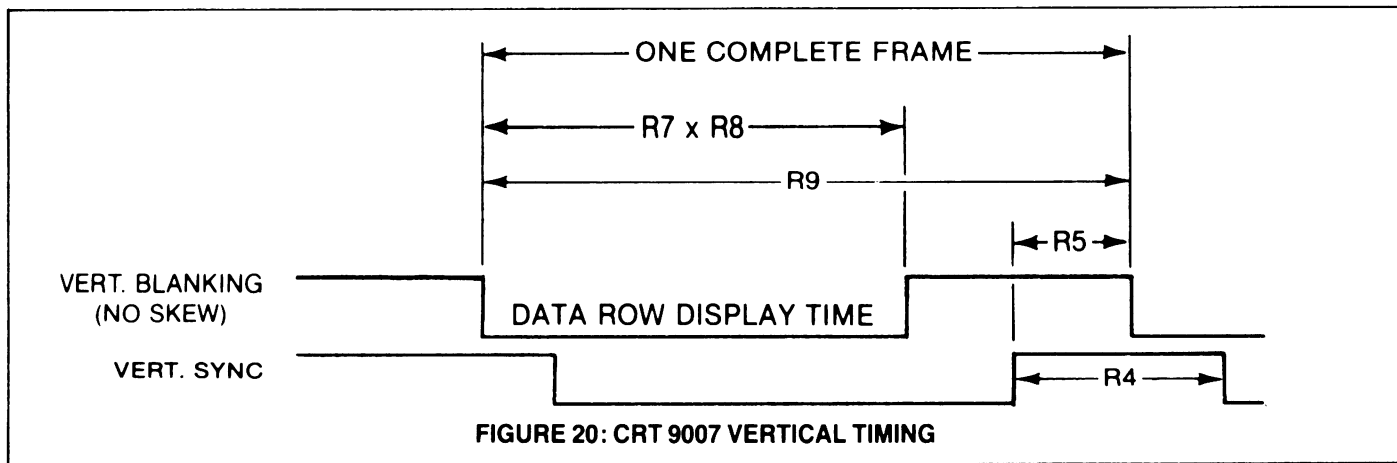 ONE COMPLETE FRAME
R7 x R8
R9
R5
VERT. BLANKING
(NO SKEW)
DATA ROW DISPLAY TIME
VERT. SYNC
R4
FIGURE 20: CRT 9007 VERTICAL TIMING